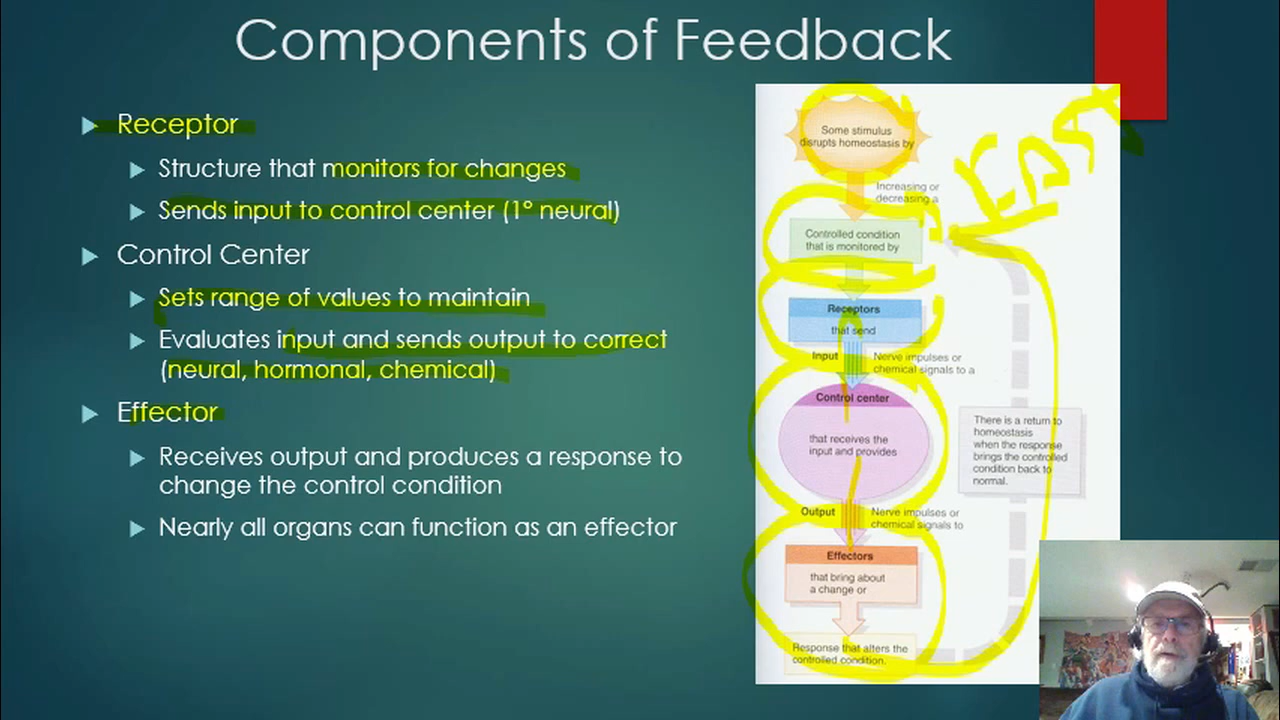 Components of Feedback
Receptor
Structure that monitors for changes
Sends input to control center (1° neural)
Control Center
Sets range of values to maintain
Evaluates input and sends output to correct
(neural, hormonal, chemical)
Effector
Receives output and produces a response to
change the control condition
Nearly all organs can function as an effector
Some stimulus
disrupts homeostasis by
Increasing or
decreasing a
Controlled condition
that is monitored by
Receptors
that send
Input
Nerve impulses or
chemical signals to a
Control center
that receives the
input and provides
Output
Nerve impulses or
chemical signals to
Effectors
that bring about
a change or
Response that alters the
controlled condition.
There is a return to
homeostasis
when the response
brings the controlled
condition back to
normal.